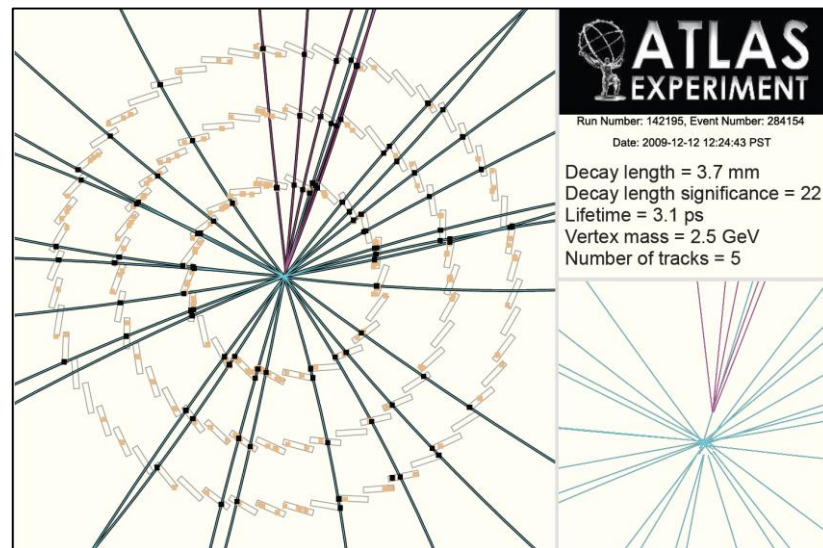 ATLAS
EXPERIMENT
Run Number: 142195, Event Number: 284154
Date: 2009-12-12 12:24:43 PST
Decay length = 3.7 mm
Decay length significance = 22
Lifetime = 3.1 ps
Vertex mass = 2.5 GeV
Number of tracks = 5